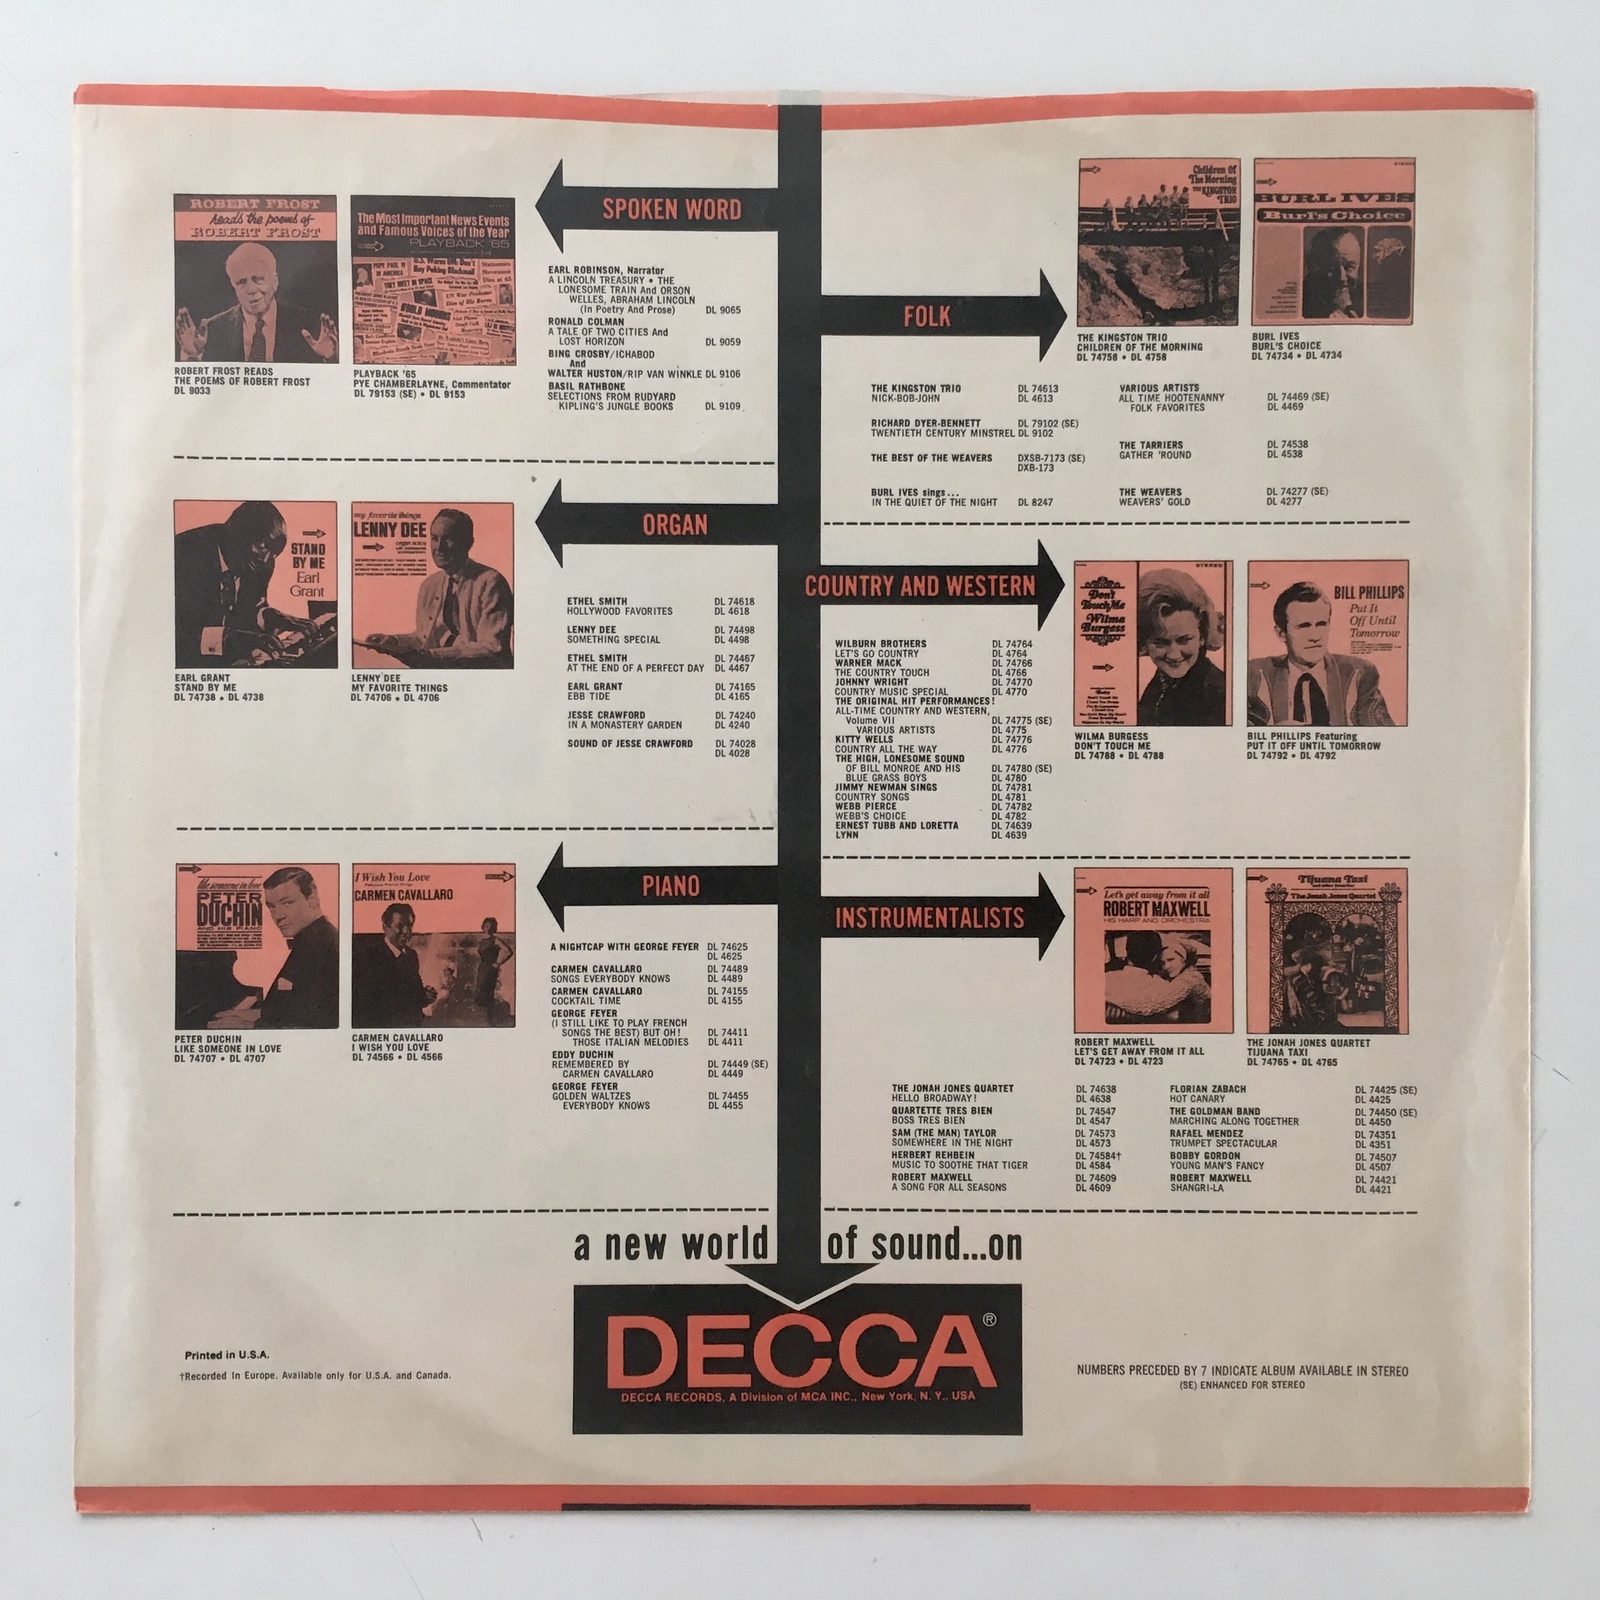 SPOKEN WORD
ROBERT FROST
reads the poems of
ROBERT FROST
The Most Important News Events
and Famous Voices of the Year
PLAYBACK '65
ROBERT FROST READS
THE POEMS OF ROBERT FROST
DL 9033
PLAYBACK '65
PYE CHAMBERLAYNE, Commentator
DL 79153 (SE) • DL 9153
EARL ROBINSON, Narrator
A LINCOLN TREASURY • THE
LONESOME TRAIN And ORSON
WELLES, ABRAHAM LINCOLN
(In Poetry And Prose) DL 9065
RONALD COLMAN
A TALE OF TWO CITIES And
LOST HORIZON DL 9059
BING CROSBY/ICHABOD
And
WALTER HUSTON/RIP VAN WINKLE DL 9106
BASIL RATHBONE
SELECTIONS FROM RUDYARD
KIPLING'S JUNGLE BOOKS DL 9109
FOLK
Children Of
The Morning
THE KINGSTON
TRIO
BURL IVES
Burl's Choice
THE KINGSTON TRIO
CHILDREN OF THE MORNING
DL 74758 • DL 4758
BURL IVES
BURL'S CHOICE
DL 74734 • DL 4734
THE KINGSTON TRIO DL 74613
NICK-BOB-JOHN DL 4613
RICHARD DYER-BENNETT DL 79102 (SE)
TWENTIETH CENTURY MINSTREL DL 9102
THE BEST OF THE WEAVERS DXSB-7173 (SE)
DXB-173
BURL IVES sings...
IN THE QUIET OF THE NIGHT DL 8247
VARIOUS ARTISTS
ALL TIME HOOTENANNY DL 74469 (SE)
FOLK FAVORITES DL 4469
THE TARRIERS DL 74538
GATHER 'ROUND DL 4538
THE WEAVERS DL 74277 (SE)
WEAVERS' GOLD DL 4277
ORGAN
STAND
BY ME
Earl
Grant
my favorite things
LENNY DEE
EARL GRANT
STAND BY ME
DL 74738 • DL 4738
LENNY DEE
MY FAVORITE THINGS
DL 74706 • DL 4706
ETHEL SMITH DL 74618
HOLLYWOOD FAVORITES DL 4618
LENNY DEE DL 74498
SOMETHING SPECIAL DL 4498
ETHEL SMITH DL 74467
AT THE END OF A PERFECT DAY DL 4467
EARL GRANT DL 74165
EBB TIDE DL 4165
JESSE CRAWFORD DL 74240
IN A MONASTERY GARDEN DL 4240
SOUND OF JESSE CRAWFORD DL 74028
DL 4028
COUNTRY AND WESTERN
WILBURN BROTHERS DL 74764
LET'S GO COUNTRY DL 4764
WARNER MACK DL 74766
THE COUNTRY TOUCH DL 4766
JOHNNY WRIGHT DL 74770
COUNTRY MUSIC SPECIAL DL 4770
THE ORIGINAL HIT PERFORMANCES!
ALL-TIME COUNTRY AND WESTERN,
Volume VII DL 74775 (SE)
VARIOUS ARTISTS DL 4775
KITTY WELLS DL 74776
COUNTRY ALL THE WAY DL 4776
THE HIGH, LONESOME SOUND
OF BILL MONROE AND HIS DL 74780 (SE)
BLUE GRASS BOYS DL 4780
JIMMY NEWMAN SINGS DL 74781
COUNTRY SONGS DL 4781
WEBB PIERCE DL 74782
WEBB'S CHOICE DL 4782
ERNEST TUBB AND LORETTA DL 74639
LYNN DL 4639
STEREO
Don't
Touch Me
Wilma
Burgess
BILL PHILLIPS
Put It
Off Until
Tomorrow
WILMA BURGESS
DON'T TOUCH ME
DL 74788 • DL 4788
BILL PHILLIPS Featuring
PUT IT OFF UNTIL TOMORROW
DL 74792 • DL 4792
PIANO
like someone in love
PETER
DUCHIN
AND HIS PIANO
I Wish You Love
CARMEN CAVALLARO
PETER DUCHIN
LIKE SOMEONE IN LOVE
DL 74707 • DL 4707
CARMEN CAVALLARO
I WISH YOU LOVE
DL 74566 • DL 4566
A NIGHTCAP WITH GEORGE FEYER DL 74625
DL 4625
CARMEN CAVALLARO DL 74489
SONGS EVERYBODY KNOWS DL 4489
CARMEN CAVALLARO DL 74155
COCKTAIL TIME DL 4155
GEORGE FEYER
(I STILL LIKE TO PLAY FRENCH
SONGS THE BEST) BUT OH! DL 74411
THOSE ITALIAN MELODIES DL 4411
EDDY DUCHIN
REMEMBERED BY DL 74449 (SE)
CARMEN CAVALLARO DL 4449
GEORGE FEYER
GOLDEN WALTZES DL 74455
EVERYBODY KNOWS DL 4455
INSTRUMENTALISTS
Let's get away from it all
ROBERT MAXWELL
HIS HARP AND ORCHESTRA
Tijuana Taxi
The Jonah Jones Quartet
ROBERT MAXWELL
LET'S GET AWAY FROM IT ALL
DL 74723 • DL 4723
THE JONAH JONES QUARTET
TIJUANA TAXI
DL 74765 • DL 4765
THE JONAH JONES QUARTET DL 74638
HELLO BROADWAY! DL 4638
QUARTETTE TRES BIEN DL 74547
BOSS TRES BIEN DL 4547
SAM (THE MAN) TAYLOR DL 74573
SOMEWHERE IN THE NIGHT DL 4573
HERBERT REHBEIN DL 74584†
MUSIC TO SOOTHE THAT TIGER DL 4584
ROBERT MAXWELL DL 74609
A SONG FOR ALL SEASONS DL 4609
FLORIAN ZABACH DL 74425 (SE)
HOT CANARY DL 4425
THE GOLDMAN BAND DL 74450 (SE)
MARCHING ALONG TOGETHER DL 4450
RAFAEL MENDEZ DL 74351
TRUMPET SPECTACULAR DL 4351
BOBBY GORDON DL 74507
YOUNG MAN'S FANCY DL 4507
ROBERT MAXWELL DL 74421
SHANGRI-LA DL 4421
a new world of sound...on
DECCA®
DECCA RECORDS, A Division of MCA INC., New York, N. Y., USA
Printed in U.S.A.
†Recorded In Europe. Available only for U.S.A. and Canada.
NUMBERS PRECEDED BY 7 INDICATE ALBUM AVAILABLE IN STEREO
(SE) ENHANCED FOR STEREO